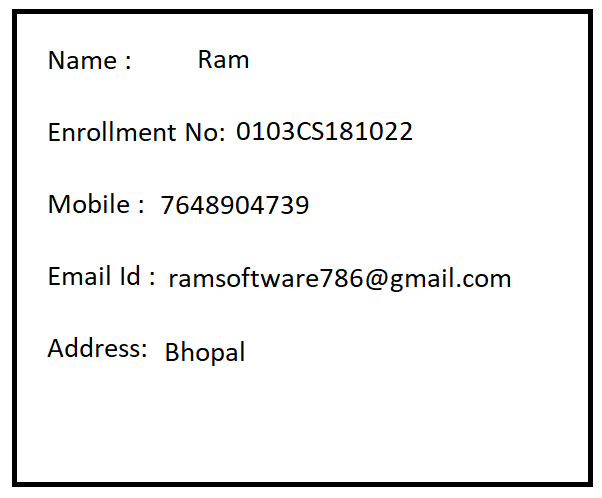 Name : Ram
Enrollment No: 0103CS181022
Mobile : 7648904739
Email Id : ramsoftware786@gmail.com
Address: Bhopal